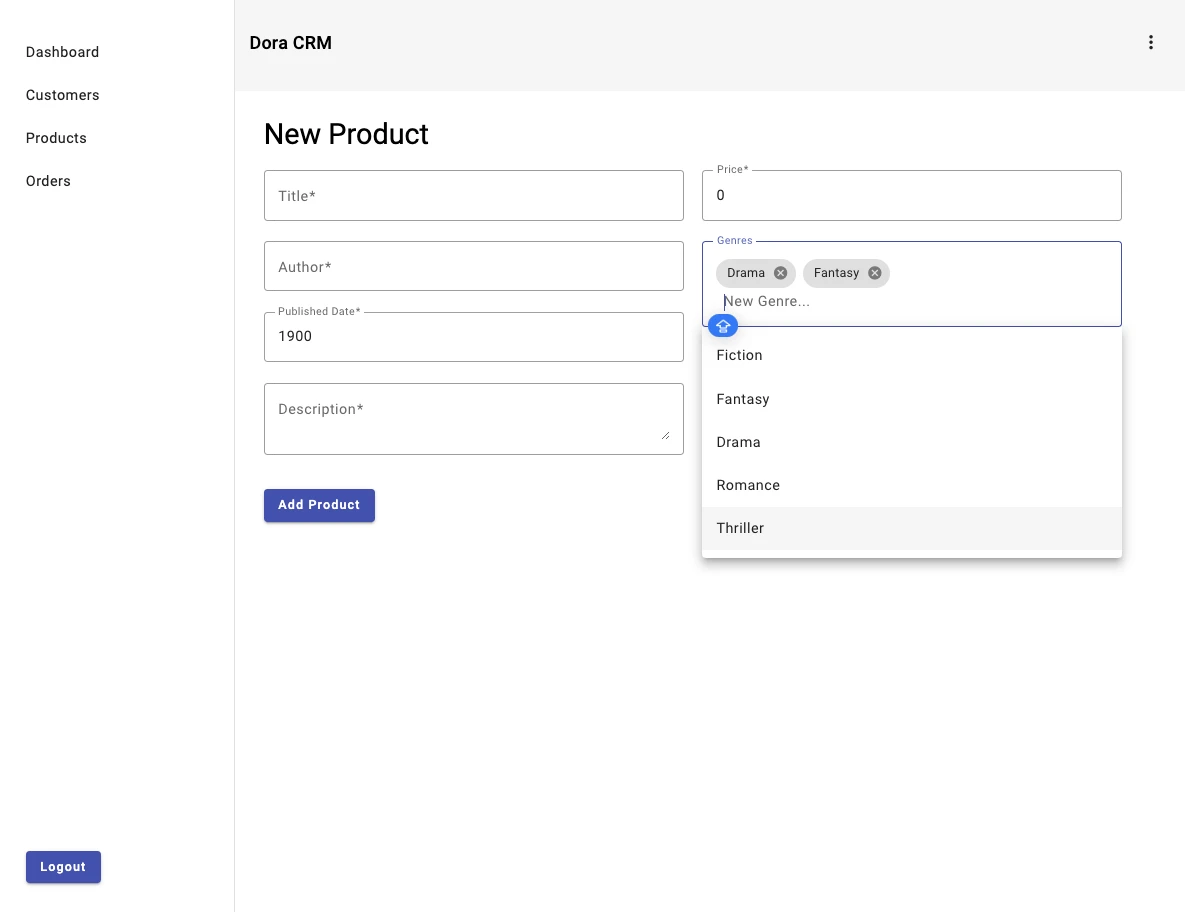 Dashboard
Customers
Products
Orders
Logout
Dora CRM
New Product
Title*
Price*
0
Author*
Genres
Drama
Fantasy
New Genre...
Published Date*
1900
Description*
Add Product
Fiction
Fantasy
Drama
Romance
Thriller